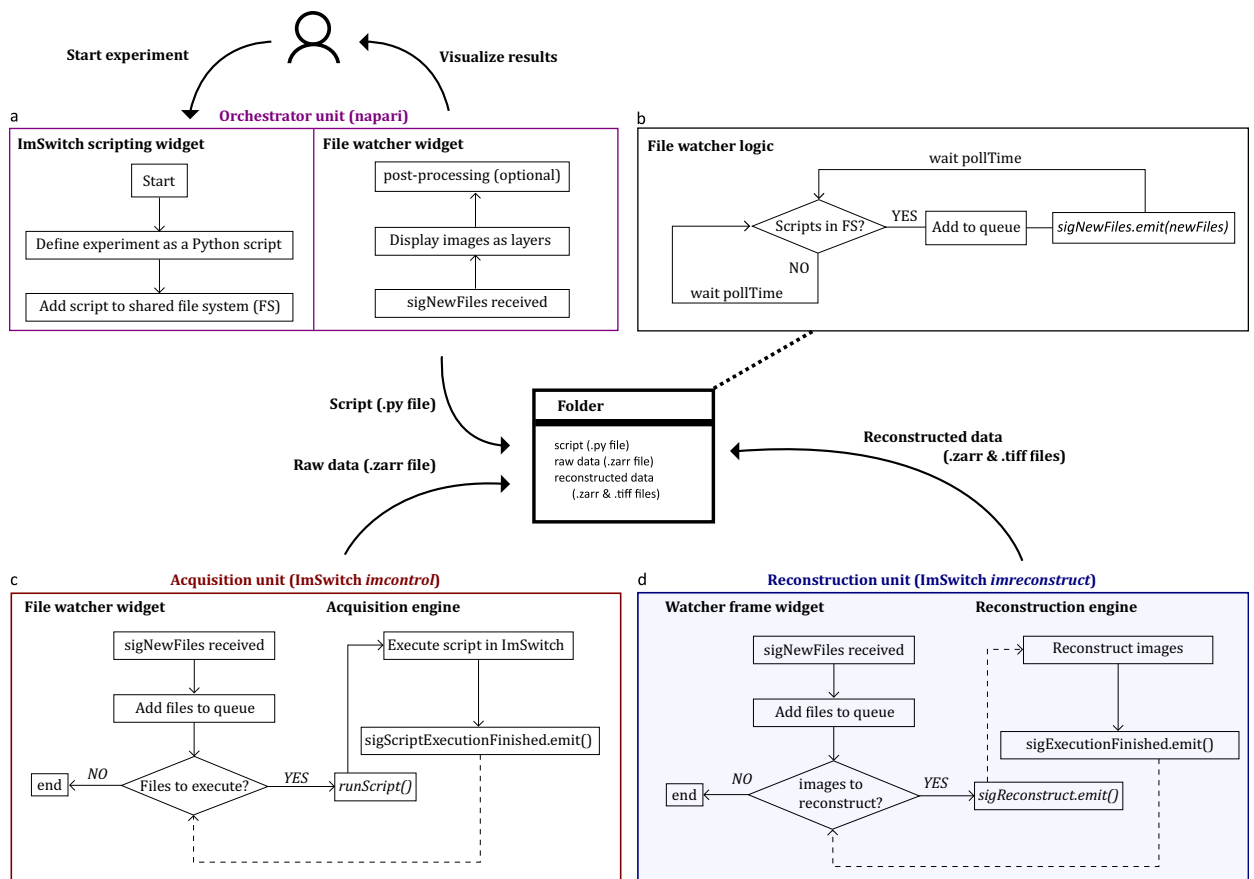 Start experiment
Visualize results
a
Orchestrator unit (napari)
ImSwitch scripting widget
Start
Define experiment as a Python script
Add script to shared file system (FS)
File watcher widget
post-processing (optional)
Display images as layers
sigNewFiles received
b
File watcher logic
wait pollTime
Scripts in FS?
YES
Add to queue
sigNewFiles.emit(newFiles)
NO
wait pollTime
Script (.py file)
Raw data (.zarr file)
Folder
script (.py file)
raw data (.zarr file)
reconstructed data
(.zarr & .tiff files)
Reconstructed data
(.zarr & .tiff files)
c
Acquisition unit (ImSwitch imcontrol)
File watcher widget
sigNewFiles received
Add files to queue
Files to execute?
NO
end
YES
runScript()
Acquisition engine
Execute script in ImSwitch
sigScriptExecutionFinished.emit()
d
Reconstruction unit (ImSwitch imreconstruct)
Watcher frame widget
sigNewFiles received
Add files to queue
images to
reconstruct?
NO
end
YES
sigReconstruct.emit()
Reconstruction engine
Reconstruct images
sigExecutionFinished.emit()